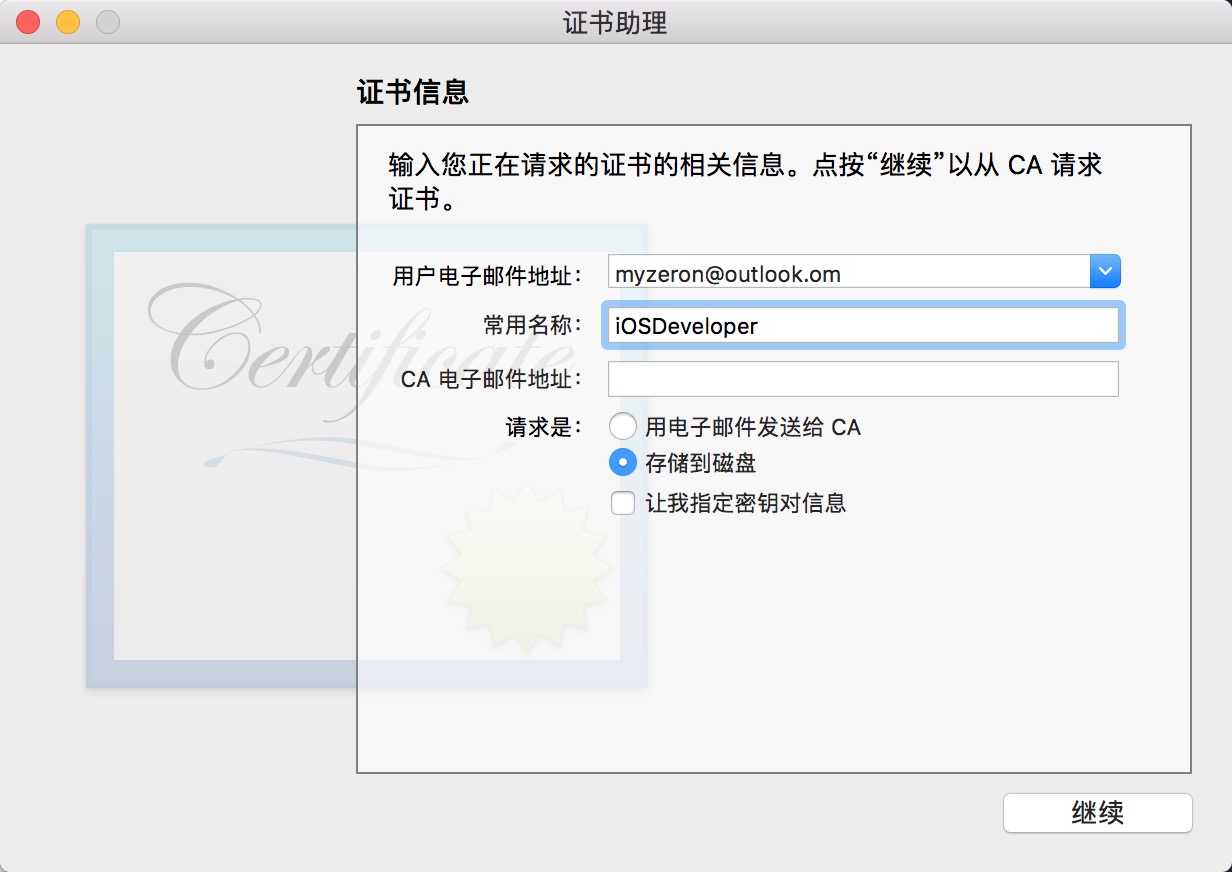 证书助理
证书信息
输入您正在请求的证书的相关信息。点按“继续”以从 CA 请求
证书。
用户电子邮件地址： myzeron@outlook.om
常用名称： iOSDeveloper
CA 电子邮件地址：
请求是： 用电子邮件发送给 CA
存储到磁盘
让我指定密钥对信息
Certificate
继续